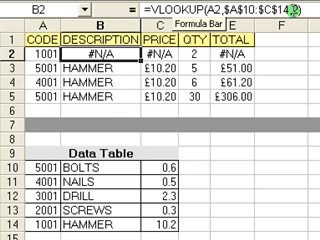 B2 = =VLOOKUP(A2,$A$10:$C$14,2)
Formula Bar
A B C D E F
1 CODE DESCRIPTION PRICE QTY TOTAL
2 1001 #N/A #N/A 2 #N/A
3 5001 HAMMER £10.20 5 £51.00
4 4001 HAMMER £10.20 6 £61.20
5 5001 HAMMER £10.20 30 £306.00
6
7
8
9 Data Table
10 5001 BOLTS 0.6
11 4001 NAILS 0.5
12 3001 DRILL 2.3
13 2001 SCREWS 0.3
14 1001 HAMMER 10.2
15